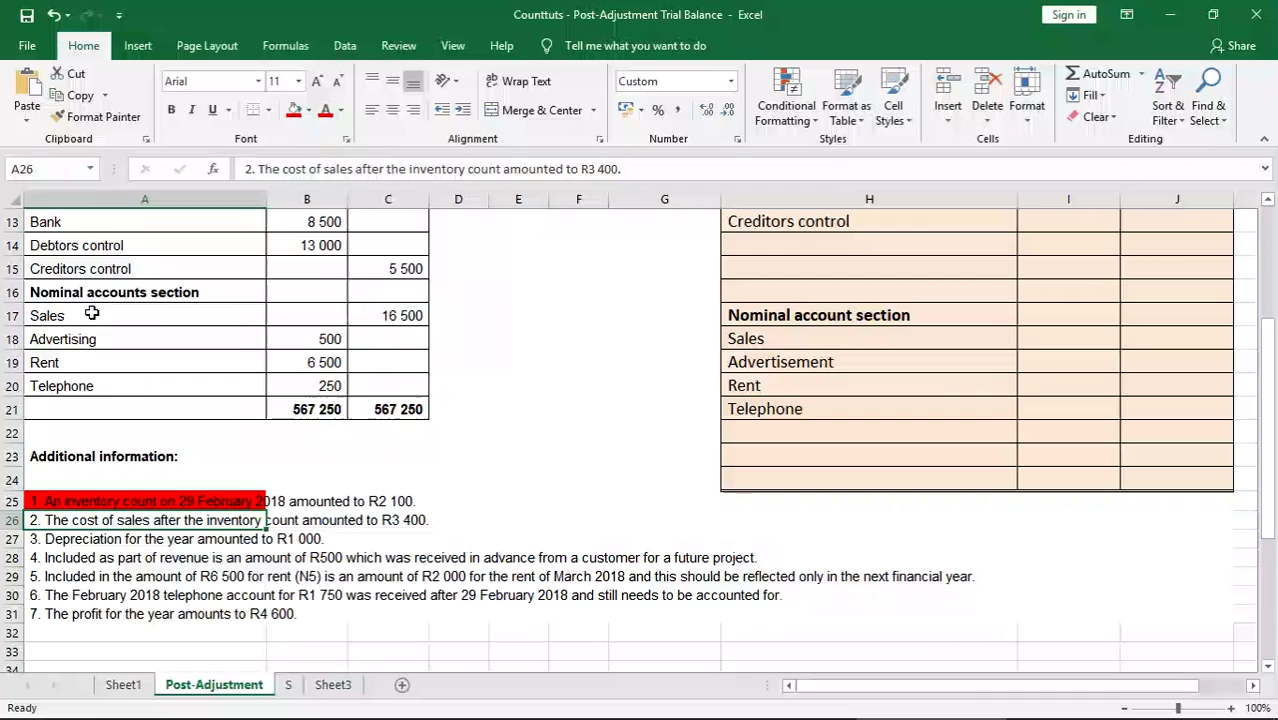 Counttuts - Post-Adjustment Trial Balance - Excel
Sign in
File Home Insert Page Layout Formulas Data Review View Help Tell me what you want to do Share
Paste
Cut
Copy
Format Painter
Clipboard
Arial 11
B I U
Font
Wrap Text
Merge & Center
Alignment
Custom
%
Number
Conditional Formatting
Format as Table
Cell Styles
Styles
Insert Delete Format
Cells
AutoSum
Fill
Clear
Sort & Filter
Find & Select
Editing
A26 fx 2. The cost of sales after the inventory count amounted to R3 400.
A B C D E F G H I J
13 Bank 8 500 Creditors control
14 Debtors control 13 000
15 Creditors control 5 500
16 Nominal accounts section
17 Sales 16 500 Nominal account section
18 Advertising 500 Sales
19 Rent 6 500 Advertisement
20 Telephone 250 Rent
21 567 250 567 250 Telephone
22
23 Additional information:
24
25 1. An inventory count on 29 February 2018 amounted to R2 100.
26 2. The cost of sales after the inventory count amounted to R3 400.
27 3. Depreciation for the year amounted to R1 000.
28 4. Included as part of revenue is an amount of R500 which was received in advance from a customer for a future project.
29 5. Included in the amount of R6 500 for rent (N5) is an amount of R2 000 for the rent of March 2018 and this should be reflected only in the next financial year.
30 6. The February 2018 telephone account for R1 750 was received after 29 February 2018 and still needs to be accounted for.
31 7. The profit for the year amounts to R4 600.
32
33
34
Sheet1 Post-Adjustment S Sheet3
Ready 100%